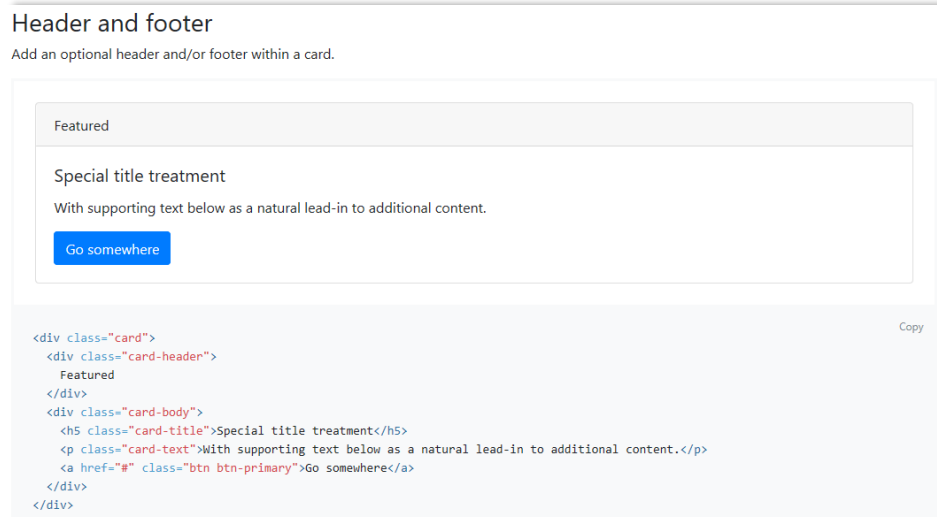 Header and footer
Add an optional header and/or footer within a card.
Featured
Special title treatment
With supporting text below as a natural lead-in to additional content.
Go somewhere
Copy
<div class="card">
  <div class="card-header">
    Featured
  </div>
  <div class="card-body">
    <h5 class="card-title">Special title treatment</h5>
    <p class="card-text">With supporting text below as a natural lead-in to additional content.</p>
    <a href="#" class="btn btn-primary">Go somewhere</a>
  </div>
</div>